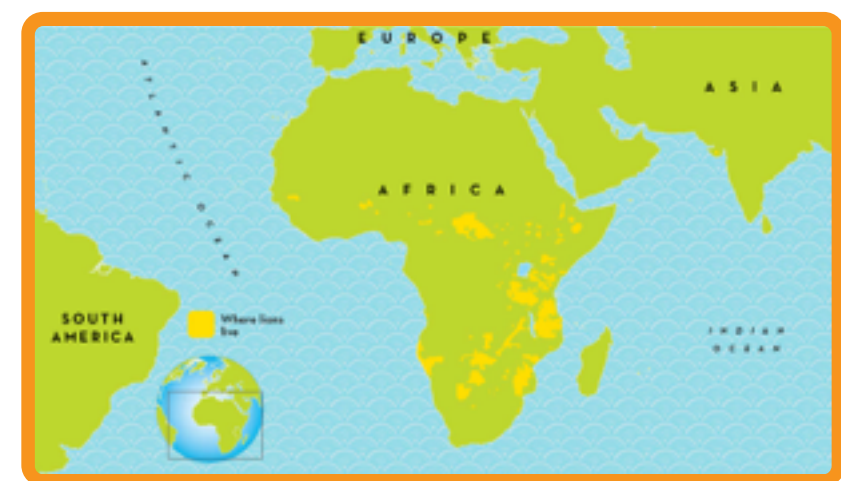 EUROPE
ASIA
ATLANTIC OCEAN
AFRICA
SOUTH
AMERICA
Where lions
live
INDIAN
OCEAN